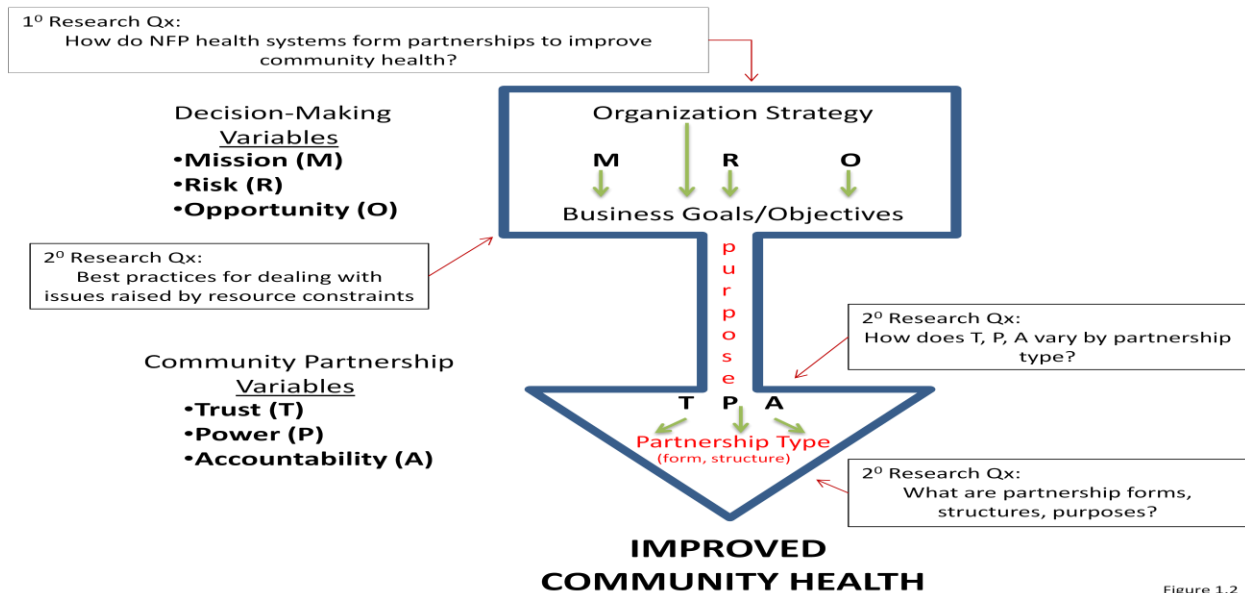 1⁰ Research Qx:
How do NFP health systems form partnerships to improve
community health?
Decision-Making
Variables
•Mission (M)
•Risk (R)
•Opportunity (O)
Organization Strategy
M R O
Business Goals/Objectives
purpose
2⁰ Research Qx:
Best practices for dealing with
issues raised by resource constraints
2⁰ Research Qx:
How does T, P, A vary by partnership
type?
Community Partnership
Variables
•Trust (T)
•Power (P)
•Accountability (A)
T P A
Partnership Type
(form, structure)
2⁰ Research Qx:
What are partnership forms,
structures, purposes?
IMPROVED
COMMUNITY HEALTH
Figure 1.2